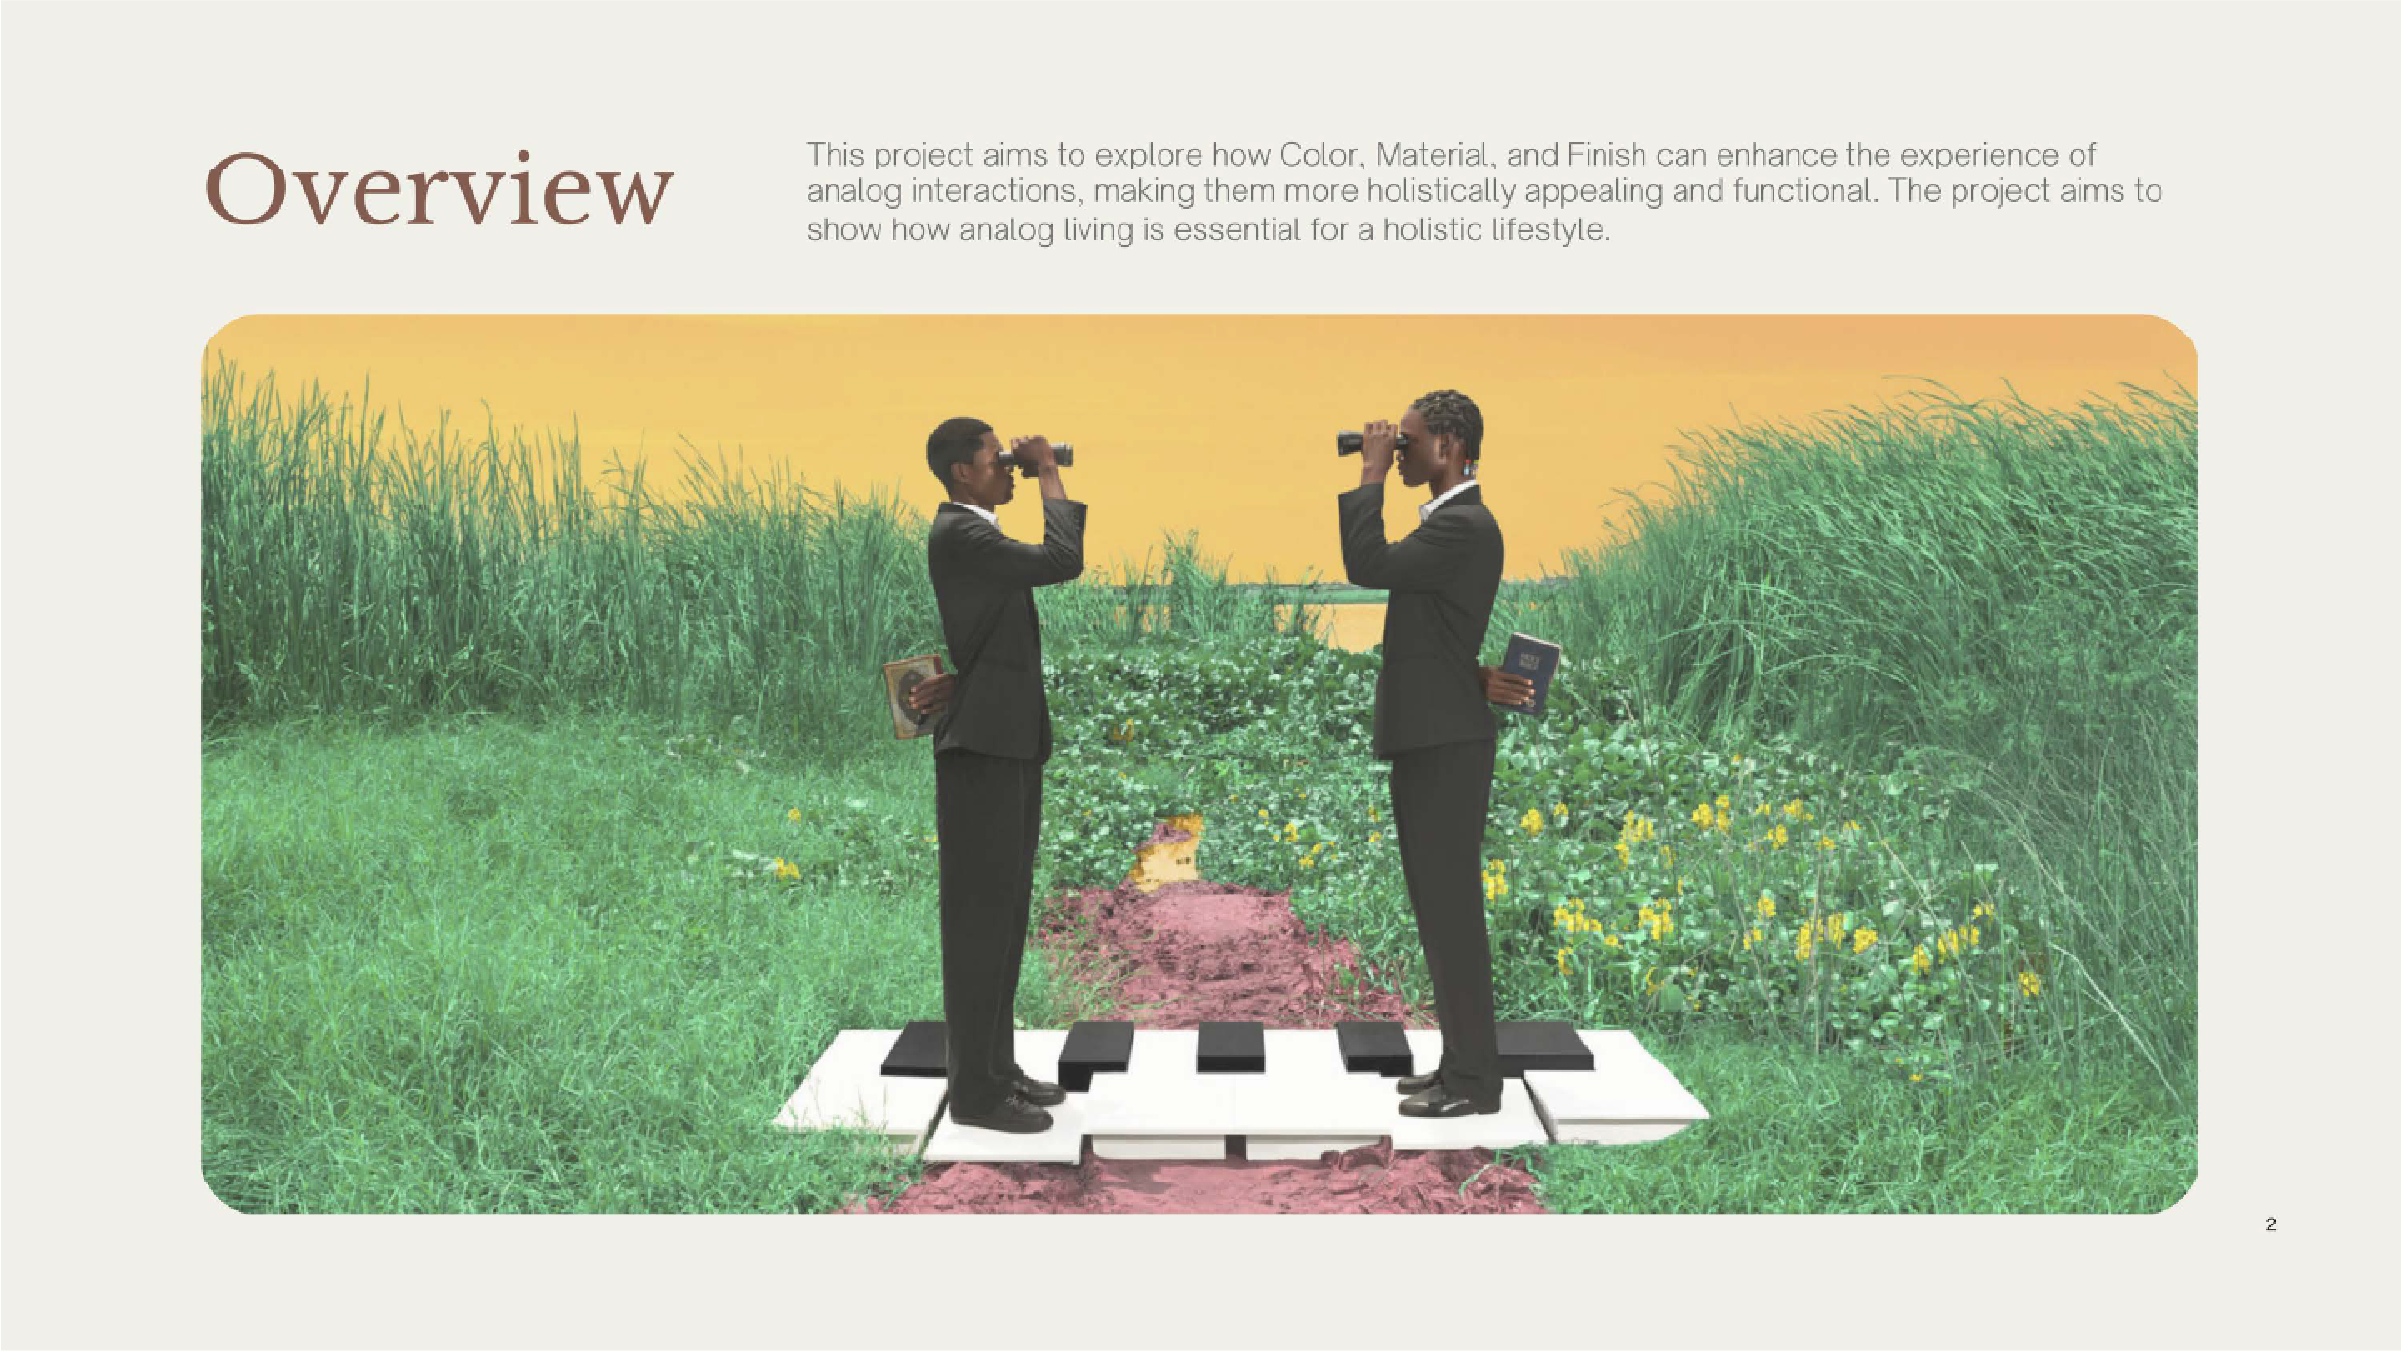 Overview
This project aims to explore how Color, Material, and Finish can enhance the experience of
analog interactions, making them more holistically appealing and functional. The project aims to
show how analog living is essential for a holistic lifestyle.
HOLY
BIBLE
2